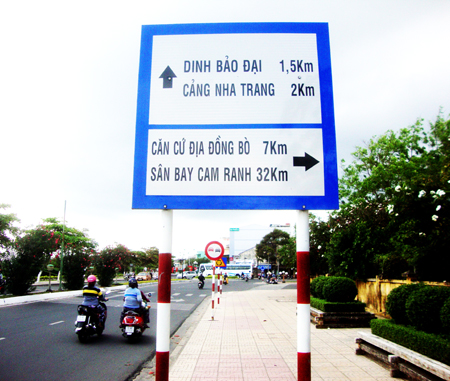 DINH BẢO ĐẠI 1,5Km
CẢNG NHA TRANG 2Km
CĂN CỨ ĐỊA ĐỒNG BÒ 7Km
SÂN BAY CAM RANH 32Km